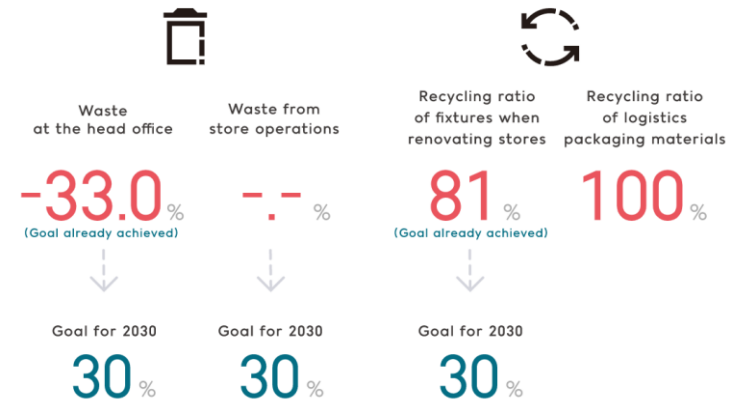 Waste
at the head office
-33.0%
(Goal already achieved)
Goal for 2030
30%
Waste from
store operations
-.- %
Goal for 2030
30%
Recycling ratio
of fixtures when
renovating stores
81%
(Goal already achieved)
Goal for 2030
30%
Recycling ratio
of logistics
packaging materials
100%